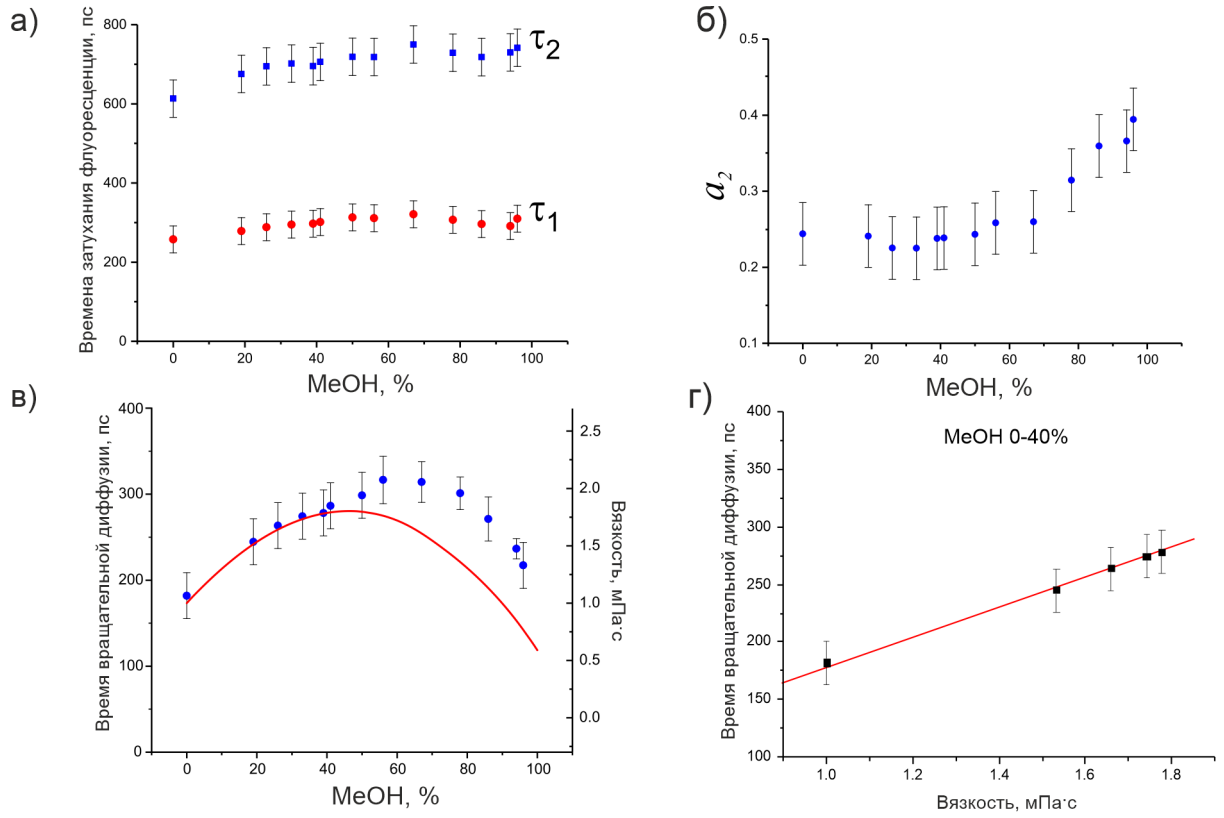 а)
Времена затухания флуоресценции, пс
800
600
400
200
0
τ2
τ1
0 20 40 60 80 100
MeOH, %
б)
a2
0.5
0.4
0.3
0.2
0.1
0 20 40 60 80 100
MeOH, %
в)
Время вращательной диффузии, пс
400
300
200
100
0
2.5
2.0
1.5
1.0
0.5
0.0
Вязкость, мПа·с
0 20 40 60 80 100
MeOH, %
г)
MeOH 0-40%
Время вращательной диффузии, пс
400
350
300
250
200
150
100
1.0 1.2 1.4 1.6 1.8
Вязкость, мПа·с